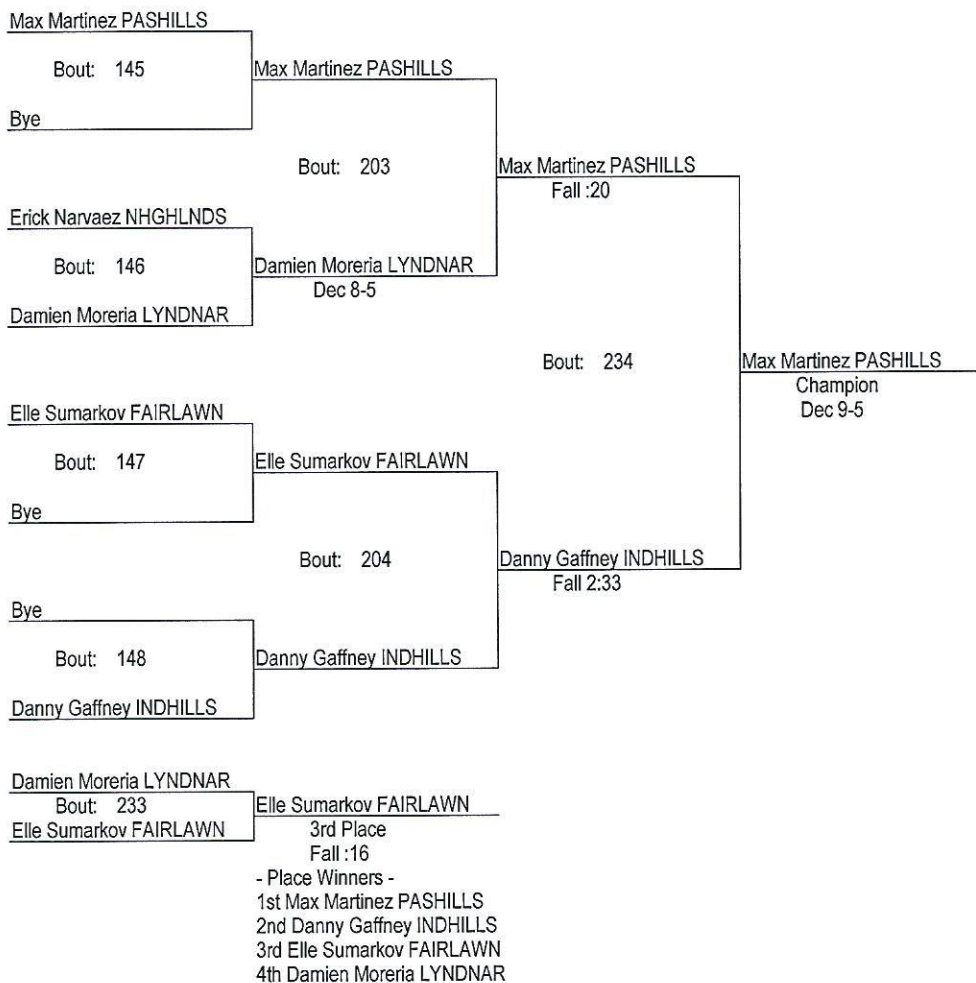 Max Martinez PASHILLS
Bout: 145
Max Martinez PASHILLS
Bye
Bout: 203
Max Martinez PASHILLS
Fall :20
Erick Narvaez NHGHLNDS
Bout: 146
Damien Moreria LYNDNAR
Dec 8-5
Damien Moreria LYNDNAR
Bout: 234
Max Martinez PASHILLS
Champion
Dec 9-5
Elle Sumarkov FAIRLAWN
Bout: 147
Elle Sumarkov FAIRLAWN
Bye
Bout: 204
Danny Gaffney INDHILLS
Fall 2:33
Bye
Bout: 148
Danny Gaffney INDHILLS
Danny Gaffney INDHILLS
Damien Moreria LYNDNAR
Bout: 233
Elle Sumarkov FAIRLAWN
Elle Sumarkov FAIRLAWN
3rd Place
Fall :16
- Place Winners -
1st Max Martinez PASHILLS
2nd Danny Gaffney INDHILLS
3rd Elle Sumarkov FAIRLAWN
4th Damien Moreria LYNDNAR